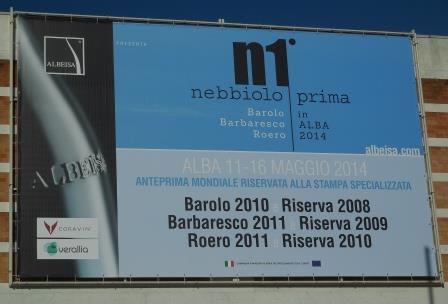 ALBEISA
PRESENTA
n1°
nebbiolo prima
Barolo
Barbaresco
Roero
in
ALBA
2014
albeisa.com
ALBEISA
ALBA 11-16 MAGGIO 2014
ANTEPRIMA MONDIALE RISERVATA ALLA STAMPA SPECIALIZZATA
Barolo 2010 e Riserva 2008
Barbaresco 2011 e Riserva 2009
Roero 2011 e Riserva 2010
CORAVIN
verallia